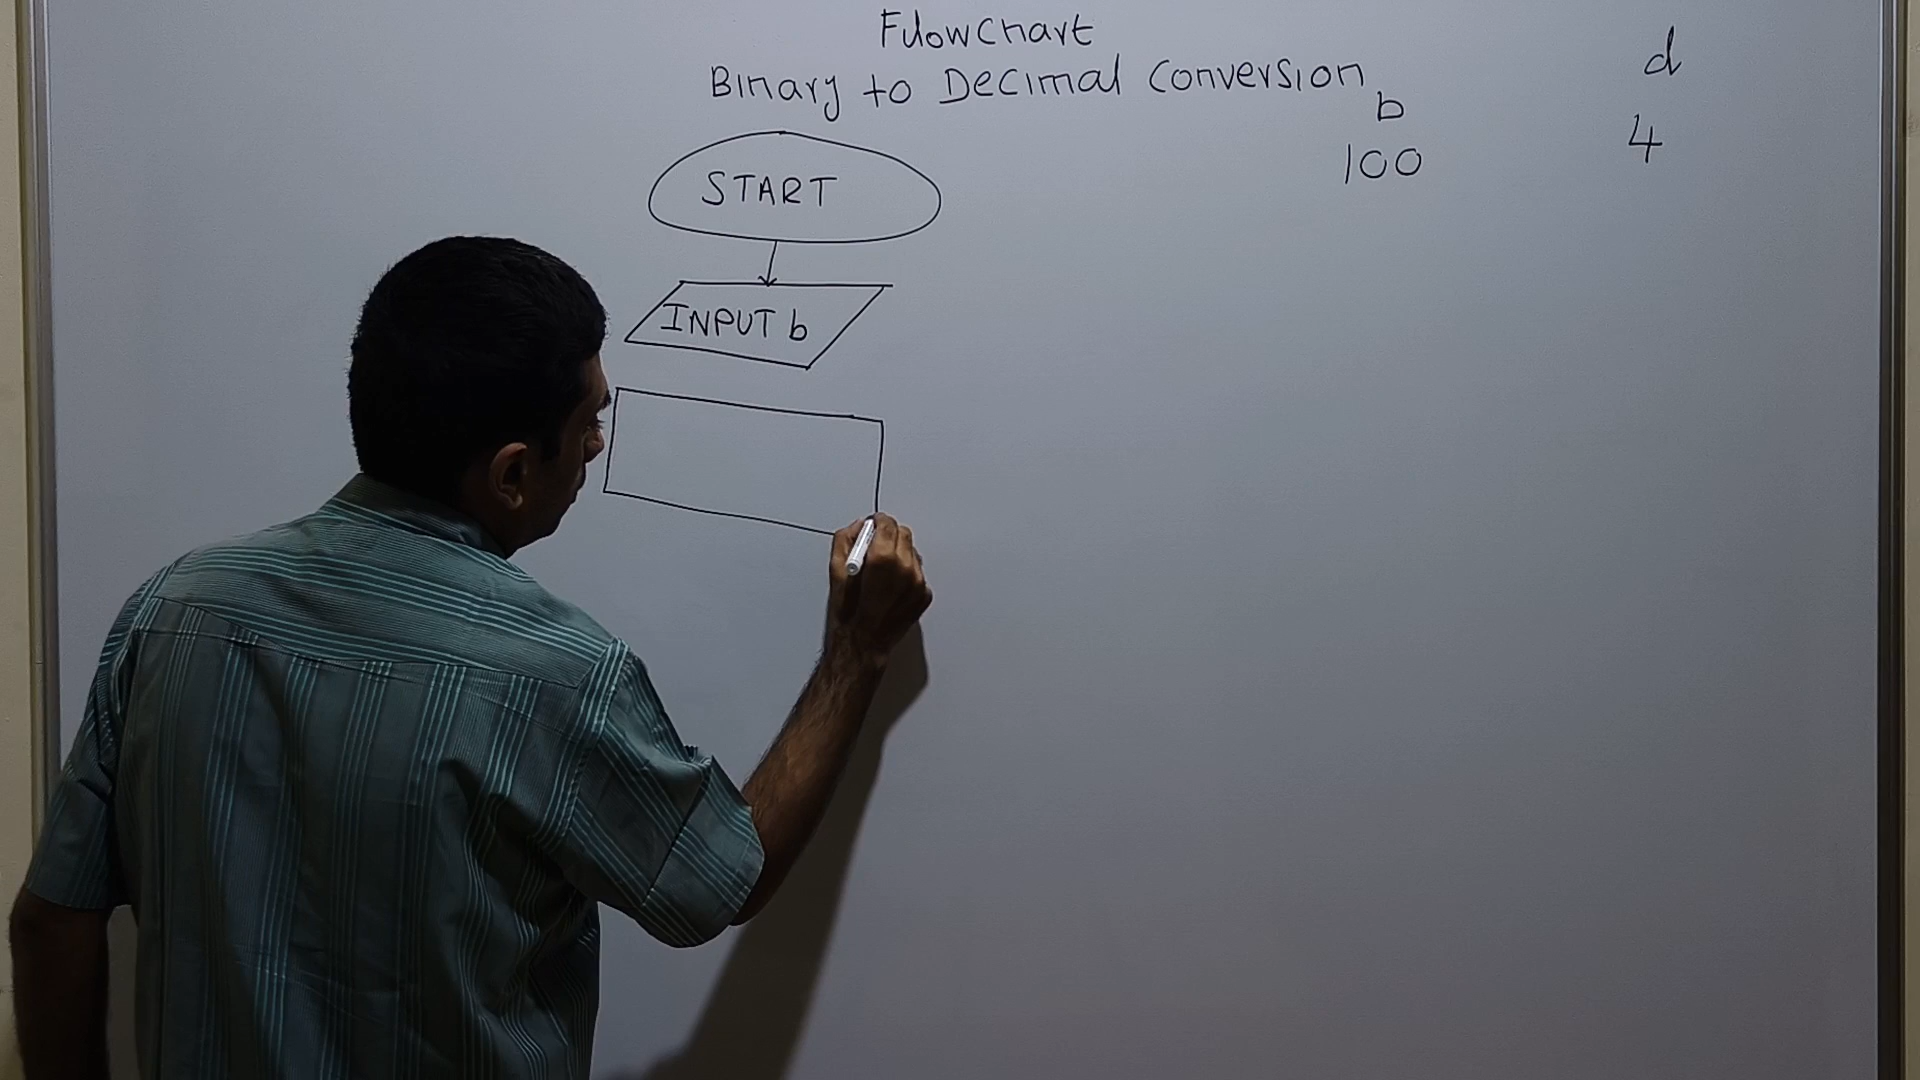 Flowchart
Binary to Decimal Conversion
b
d
100
4
START
INPUT b